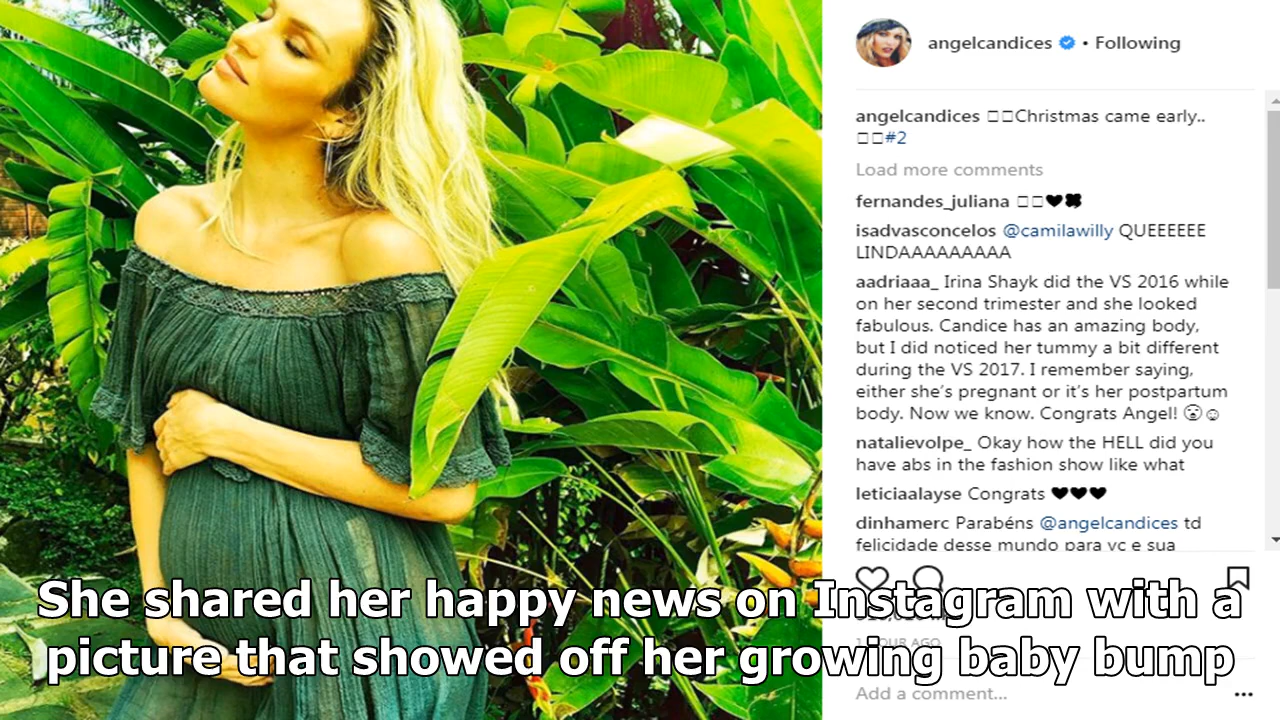 angelcandices • Following
angelcandices □□Christmas came early..
□□#2
Load more comments
fernandes_juliana □□♥
isadvasconcelos @camilawilly QUEEEEEE
LINDAAAAAAAAA
aadriaaa_ Irina Shayk did the VS 2016 while
on her second trimester and she looked
fabulous. Candice has an amazing body,
but I did noticed her tummy a bit different
during the VS 2017. I remember saying,
either she's pregnant or it's her postpartum
body. Now we know. Congrats Angel! 😮☺
natalievolpe_ Okay how the HELL did you
have abs in the fashion show like what
leticiaalayse Congrats ♥♥♥
dinhamerc Parabéns @angelcandices td
felicidade desse mundo para vc e sua
She shared her happy news on Instagram with a
picture that showed off her growing baby bump
HOUR AGO
Add a comment...